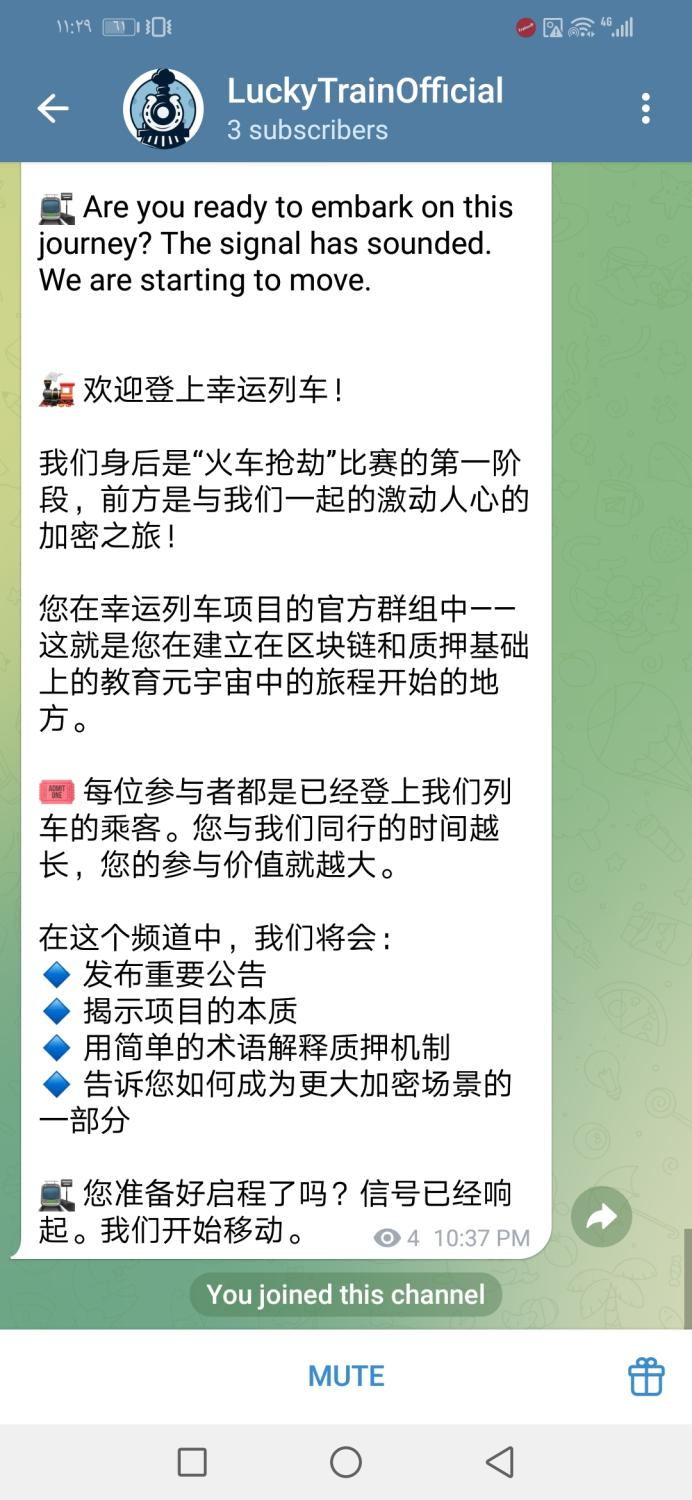 ۱۱:۲۹
۶۱
4G
LuckyTrainOfficial
3 subscribers
🚉 Are you ready to embark on this
journey? The signal has sounded.
We are starting to move.
🚂 欢迎登上幸运列车！
我们身后是“火车抢劫”比赛的第一阶
段，前方是与我们一起的激动人心的
加密之旅！
您在幸运列车项目的官方群组中——
这就是您在建立在区块链和质押基础
上的教育元宇宙中的旅程开始的地
方。
🎟 每位参与者都是已经登上我们列
车的乘客。您与我们同行的时间越
长，您的参与价值就越大。
在这个频道中，我们将会：
🔷 发布重要公告
🔷 揭示项目的本质
🔷 用简单的术语解释质押机制
🔷 告诉您如何成为更大加密场景的
一部分
🚉 您准备好启程了吗？信号已经响
起。我们开始移动。
4 10:37 PM
You joined this channel
MUTE